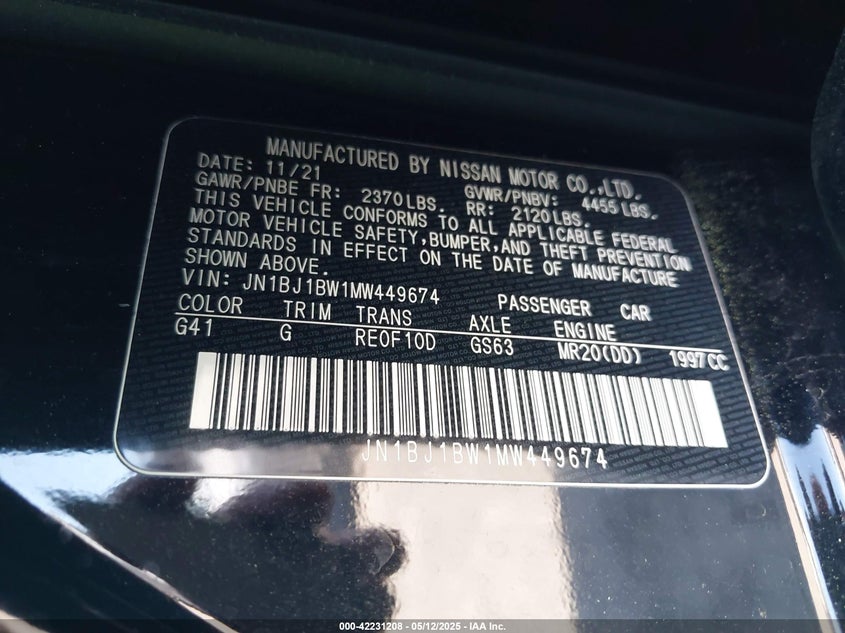 MANUFACTURED BY NISSAN MOTOR CO.,LTD.
DATE: 11/21
GAWR/PNBE FR: 2370LBS. GVWR/PNBV: 4455 LBS.
RR: 2120LBS.
THIS VEHICLE CONFORMS TO ALL APPLICABLE FEDERAL
MOTOR VEHICLE SAFETY,BUMPER,AND THEFT PREVENTION
STANDARDS IN EFFECT ON THE DATE OF MANUFACTURE
SHOWN ABOVE.
VIN: JN1BJ1BW1MW449674 PASSENGER CAR
COLOR TRIM TRANS AXLE ENGINE
G41 G RE0F10D GS63 MR20(DD) 1997CC
JN1BJ1BW1MW449674
000-42231208 - 05/12/2025 - IAA Inc.